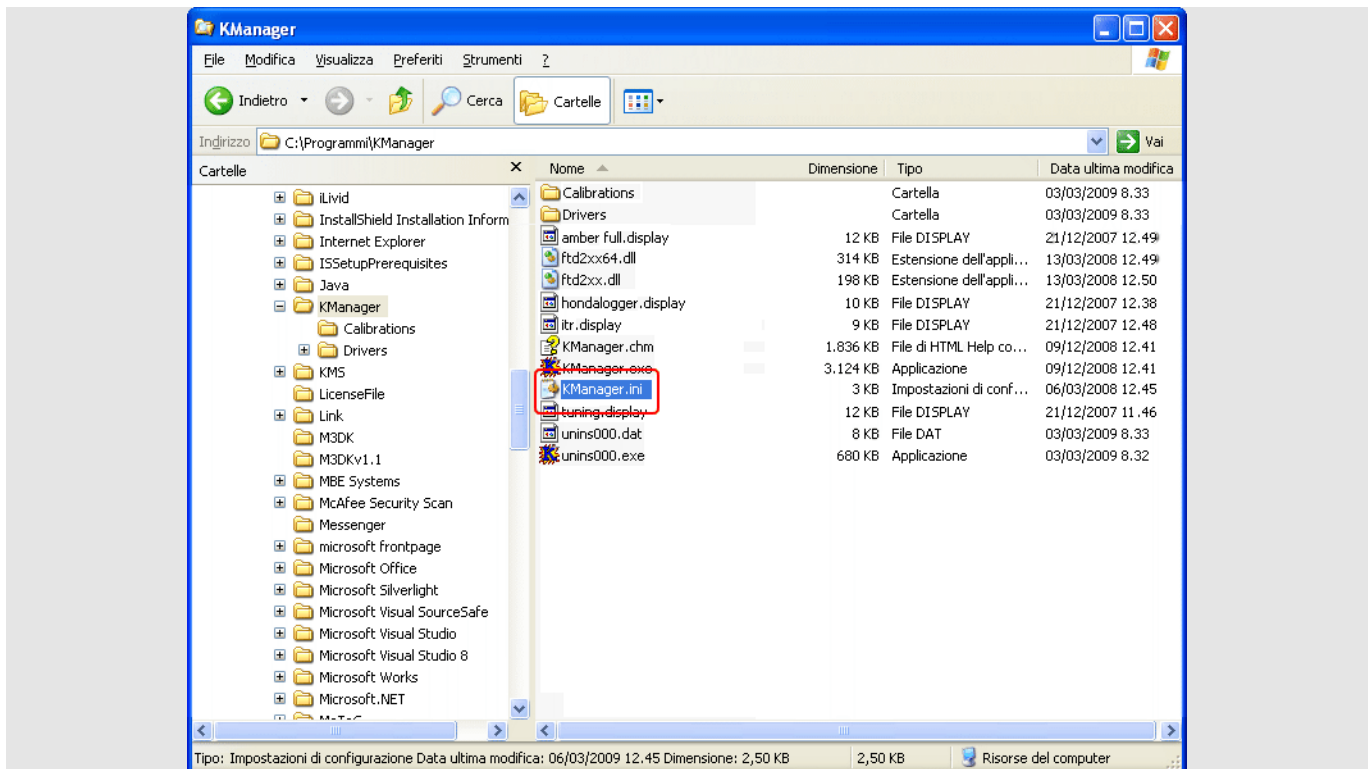 KManager
File Modifica Visualizza Preferiti Strumenti ?
Indietro Cerca Cartelle
Indirizzo C:\Programmi\KManager Vai
Cartelle
iLivid
InstallShield Installation Inform
Internet Explorer
ISSetupPrerequisites
Java
KManager
Calibrations
Drivers
KMS
LicenseFile
Link
M3DK
M3DKv1.1
MBE Systems
McAfee Security Scan
Messenger
microsoft frontpage
Microsoft Office
Microsoft Silverlight
Microsoft Visual SourceSafe
Microsoft Visual Studio
Microsoft Visual Studio 8
Microsoft Works
Microsoft.NET
Nome Dimensione Tipo Data ultima modifica
Calibrations Cartella 03/03/2009 8.33
Drivers Cartella 03/03/2009 8.33
amber full.display 12 KB File DISPLAY 21/12/2007 12.49
ftd2xx64.dll 314 KB Estensione dell'appli... 13/03/2008 12.49
ftd2xx.dll 198 KB Estensione dell'appli... 13/03/2008 12.50
hondalogger.display 10 KB File DISPLAY 21/12/2007 12.38
itr.display 9 KB File DISPLAY 21/12/2007 12.48
KManager.chm 1.836 KB File di HTML Help co... 09/12/2008 12.41
KManager.exe 3.124 KB Applicazione 09/12/2008 12.41
KManager.ini 3 KB Impostazioni di conf... 06/03/2008 12.45
tuning.display 12 KB File DISPLAY 21/12/2007 11.46
unins000.dat 8 KB File DAT 03/03/2009 8.33
unins000.exe 680 KB Applicazione 03/03/2009 8.32
Tipo: Impostazioni di configurazione Data ultima modifica: 06/03/2009 12.45 Dimensione: 2,50 KB 2,50 KB Risorse del computer